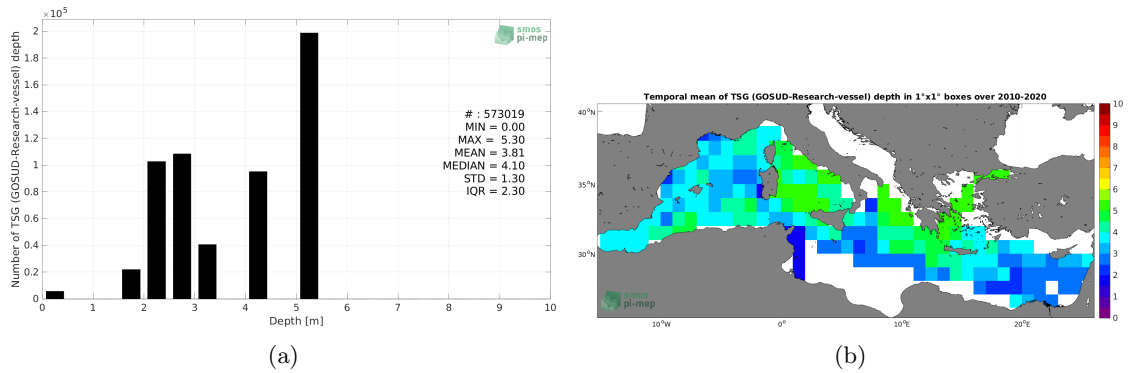 ×10^5
2
1.8
1.6
1.4
1.2
1
0.8
0.6
0.4
0.2
0
Number of TSG (GOSUD-Research-vessel) depth
smos
pi-mep
# : 573019
MIN = 0.00
MAX = 5.30
MEAN = 3.81
MEDIAN = 4.10
STD = 1.30
IQR = 2.30
0 1 2 3 4 5 6 7 8 9 10
Depth [m]
(a)
Temporal mean of TSG (GOSUD-Research-vessel) depth in 1°x1° boxes over 2010-2020
40°N
35°N
30°N
10°W 0° 10°E 20°E
smos
pi-mep
10
9
8
7
6
5
4
3
2
1
0
(b)